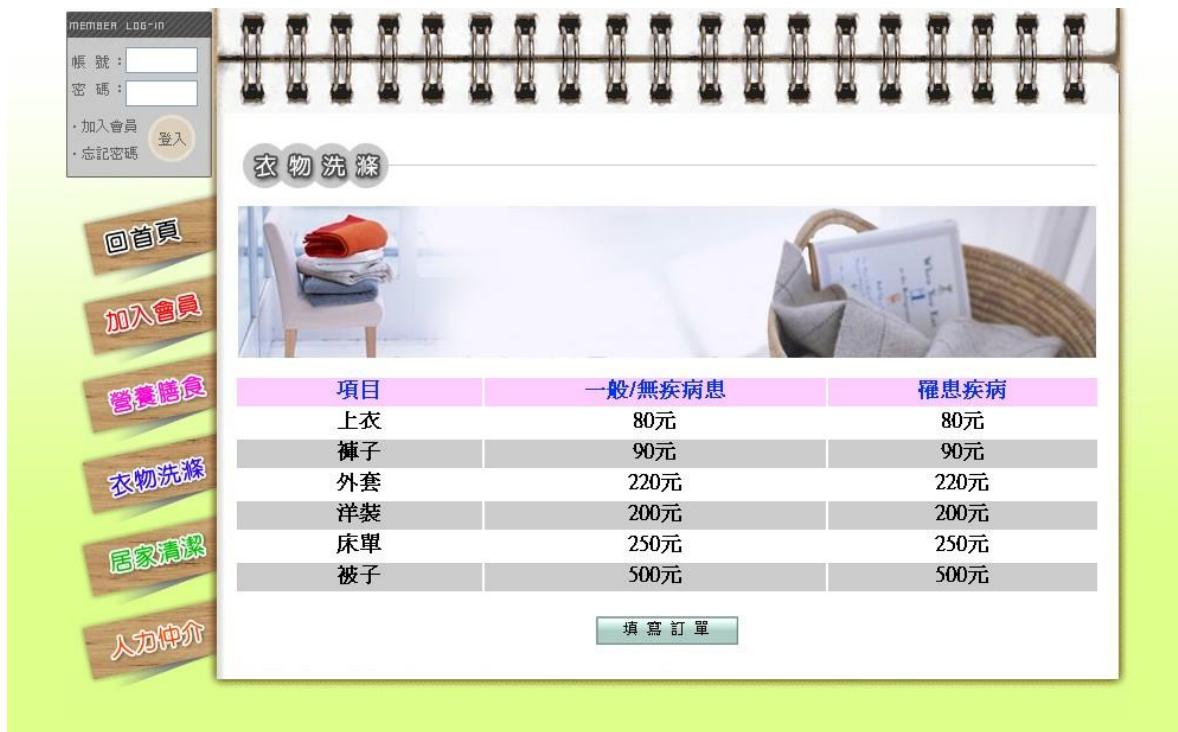 MEMBER LOG-IN
帳 號：
密 碼：
·加入會員
·忘記密碼
登入
回首頁
加入會員
營養膳食
衣物洗滌
居家清潔
人力仲介
衣物洗滌
項目 一般/無疾病患 罹患疾病
上衣 80元 80元
褲子 90元 90元
外套 220元 220元
洋裝 200元 200元
床單 250元 250元
被子 500元 500元
填 寫 訂 單